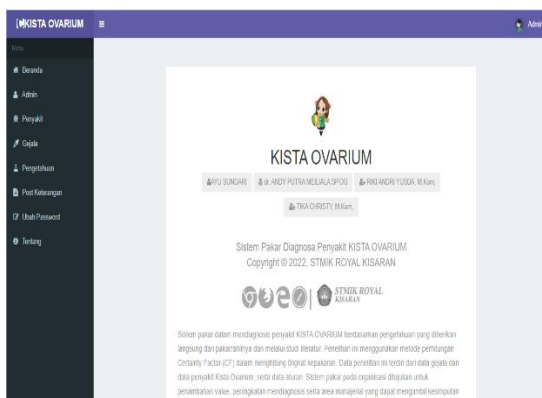 KISTA OVARIUM
Admin
Menu
Beranda
Admin
Penyakit
Gejala
Pengetahuan
Post Keterangan
Ubah Password
Tentang
KISTA OVARIUM
AYU SUNDARI dr. ANDY PUTRA MEILIALA SPOG RIKI ANDRI YUSDA, M.Kom,
TIKA CHRISTY, M.Kom,
Sistem Pakar Diagnosa Penyakit KISTA OVARIUM
Copyright © 2022, STMIK ROYAL KISARAN
STMIK ROYAL
KISARAN
Sistem pakar dalam mendiagnosis penyakit KISTA OVARIUM berdasarkan pengetahuan yang diberikan
langsung dari pakar/ahlinya dan melalui studi literatur. Penelitian ini menggunakan metode perhitungan
Certainty Factor (CF) dalam menghitung tingkat kepakaran. Data penelitian ini terdiri dari data gejala dan
data penyakit Kista Ovarium, serta data aturan. Sistem pakar pada organisasi ditujukan untuk
penambahan value, peningkatan mendiagnosis serta area manajerial yang dapat mengambil kesimpulan